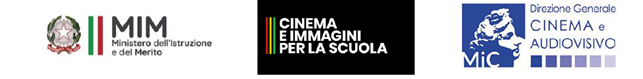 MIM
Ministero dell'Istruzione
e del Merito
CINEMA
E IMMAGINI
PER LA SCUOLA
Direzione Generale
CINEMA e
AUDIOVISIVO
MiC